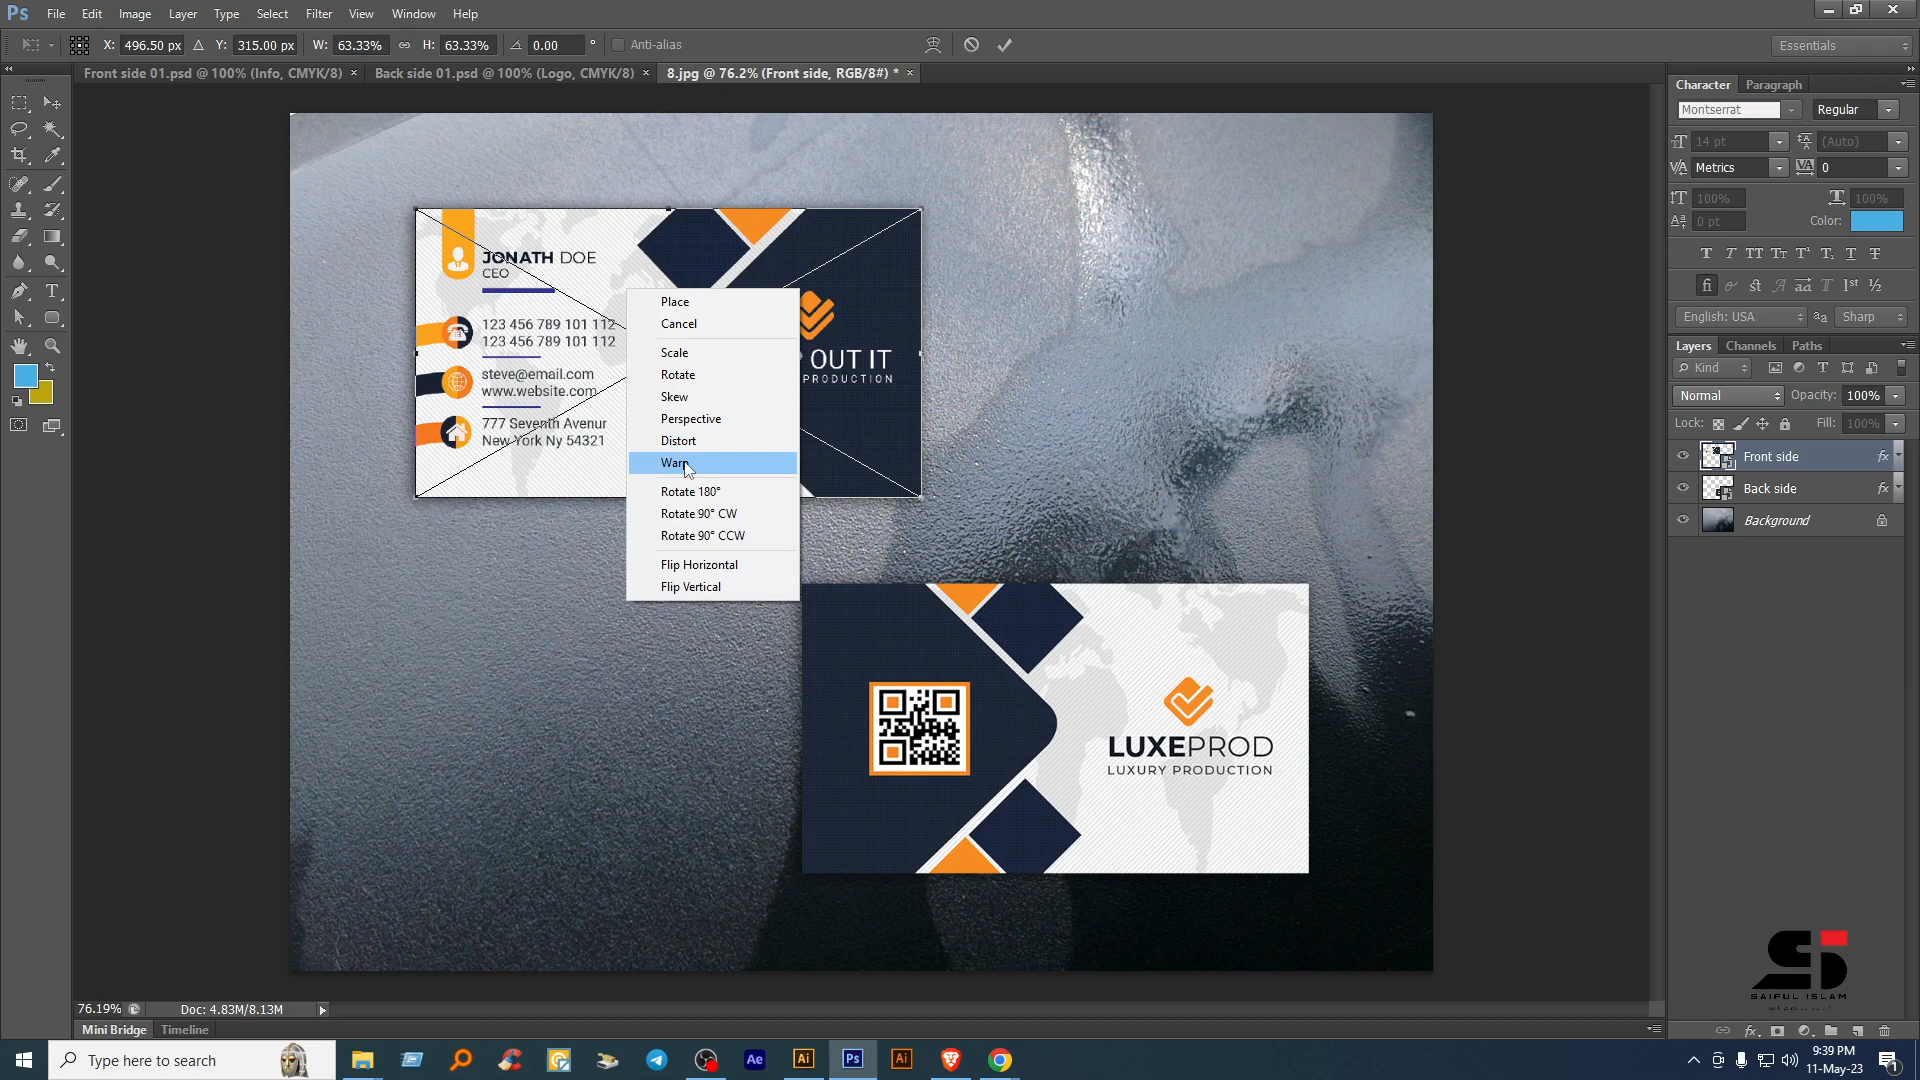 Ps File Edit Image Layer Type Select Filter View Window Help
X: 496.50 px Y: 315.00 px W: 63.33% H: 63.33% 0.00 ° Anti-alias Essentials
Front side 01.psd @ 100% (Info, CMYK/8) × Back side 01.psd @ 100% (Logo, CMYK/8) × 8.jpg @ 76.2% (Front side, RGB/8#) * ×
Character Paragraph
Montserrat Regular
14 pt (Auto)
Metrics 0
100% 100%
0 pt Color:
English: USA Sharp
Layers Channels Paths
Kind
Normal Opacity: 100%
Lock: Fill: 100%
Front side fx
Back side fx
Background
JONATH DOE
CEO
123 456 789 101 112
123 456 789 101 112
steve@email.com
www.website.com
777 Seventh Avenur
New York Ny 54321
OUT IT
PRODUCTION
Place
Cancel
Scale
Rotate
Skew
Perspective
Distort
Warp
Rotate 180°
Rotate 90° CW
Rotate 90° CCW
Flip Horizontal
Flip Vertical
LUXEPROD
LUXURY PRODUCTION
SAIFUL ISLAM
76.19% Doc: 4.83M/8.13M
Mini Bridge Timeline
Type here to search
Ae Ai Ps Ai
9:39 PM
11-May-23
1